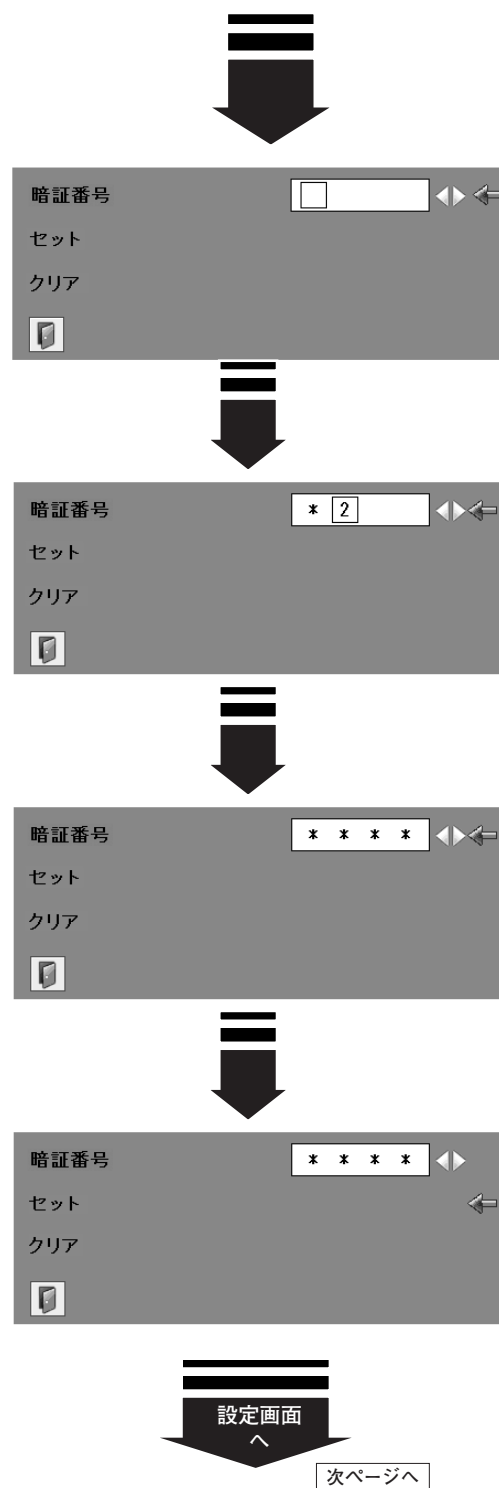 暗証番号
セット
クリア
暗証番号 * 2
セット
クリア
暗証番号 * * * *
セット
クリア
暗証番号 * * * *
セット
クリア
設定画面
へ
次ページへ